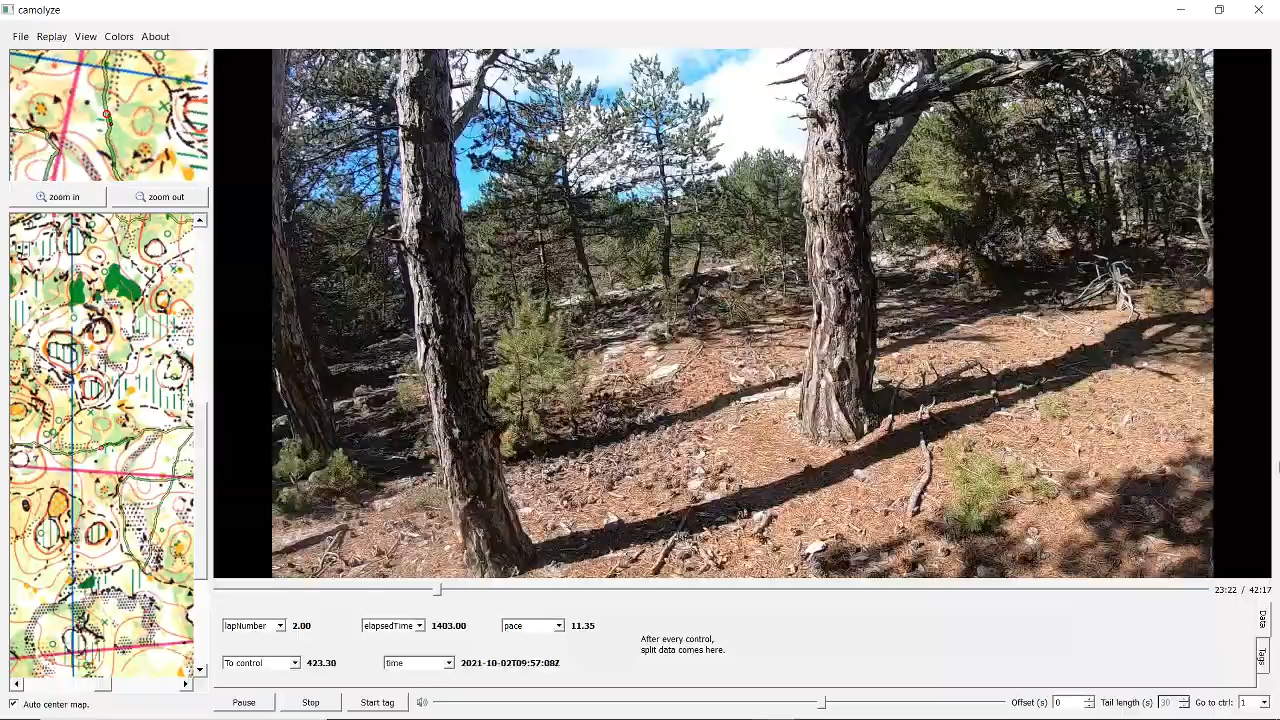 camolyze
File Replay View Colors About
zoom in zoom out
23:22 / 42:17
Data
Tags
lapNumber 2.00 elapsedTime 1403.00 pace 11.35
After every control,
split data comes here.
To control 423.30 time 2021-10-02T09:57:08Z
Auto center map.
Pause Stop Start tag Offset (s) 0 Tail length (s) 30 Go to ctrl: 1